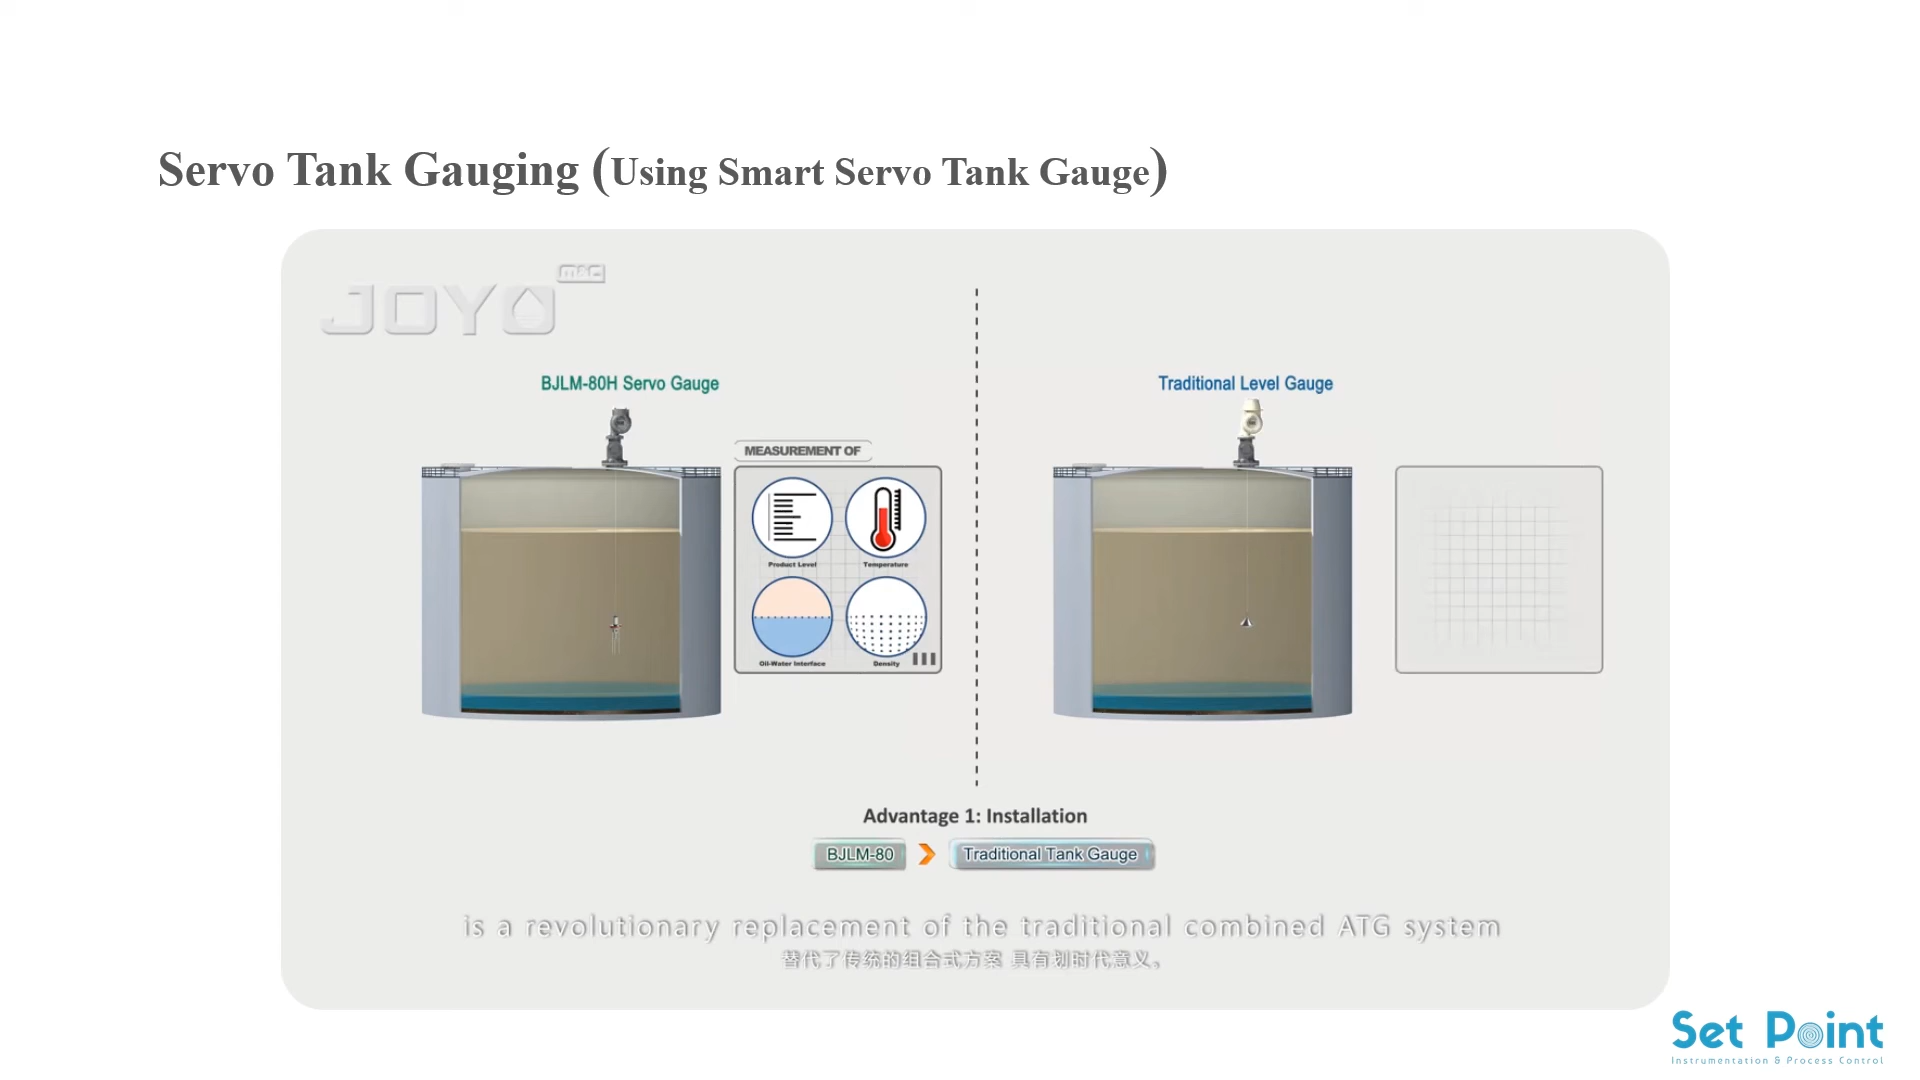 Servo Tank Gauging (Using Smart Servo Tank Gauge)
JOYO M&C
BJLM-80H Servo Gauge
Traditional Level Gauge
MEASUREMENT OF
Product Level
Temperature
Oil-Water Interface
Density
Advantage 1: Installation
BJLM-80
Traditional Tank Gauge
is a revolutionary replacement of the traditional combined ATG system
替代了传统的组合式方案 具有划时代意义。
Set Point
Instrumentation & Process Control